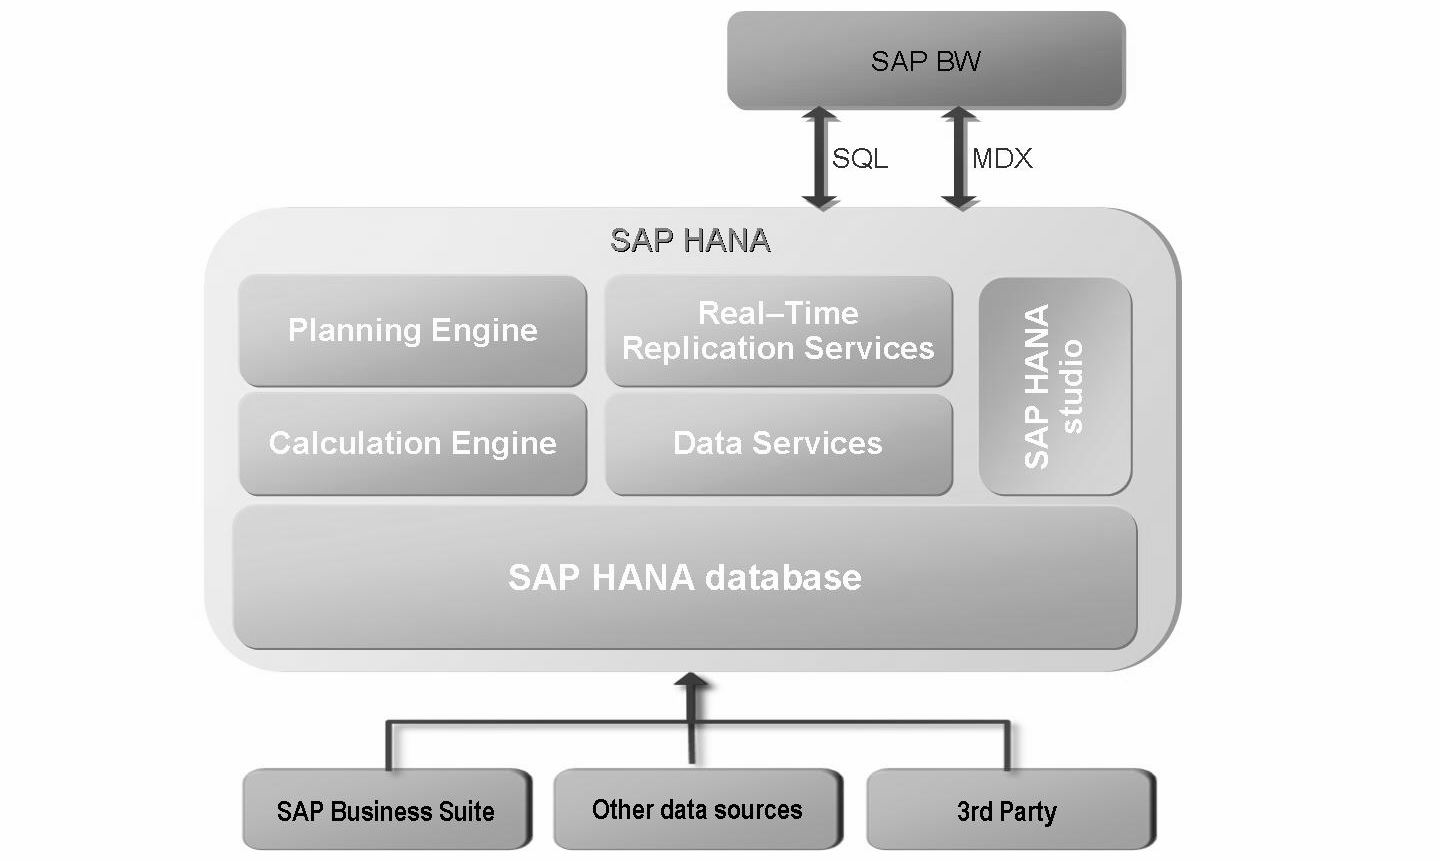 SAP BW
SQL
MDX
SAP HANA
Planning Engine
Real–Time
Replication Services
SAP HANA
studio
Calculation Engine
Data Services
SAP HANA database
SAP Business Suite
Other data sources
3rd Party